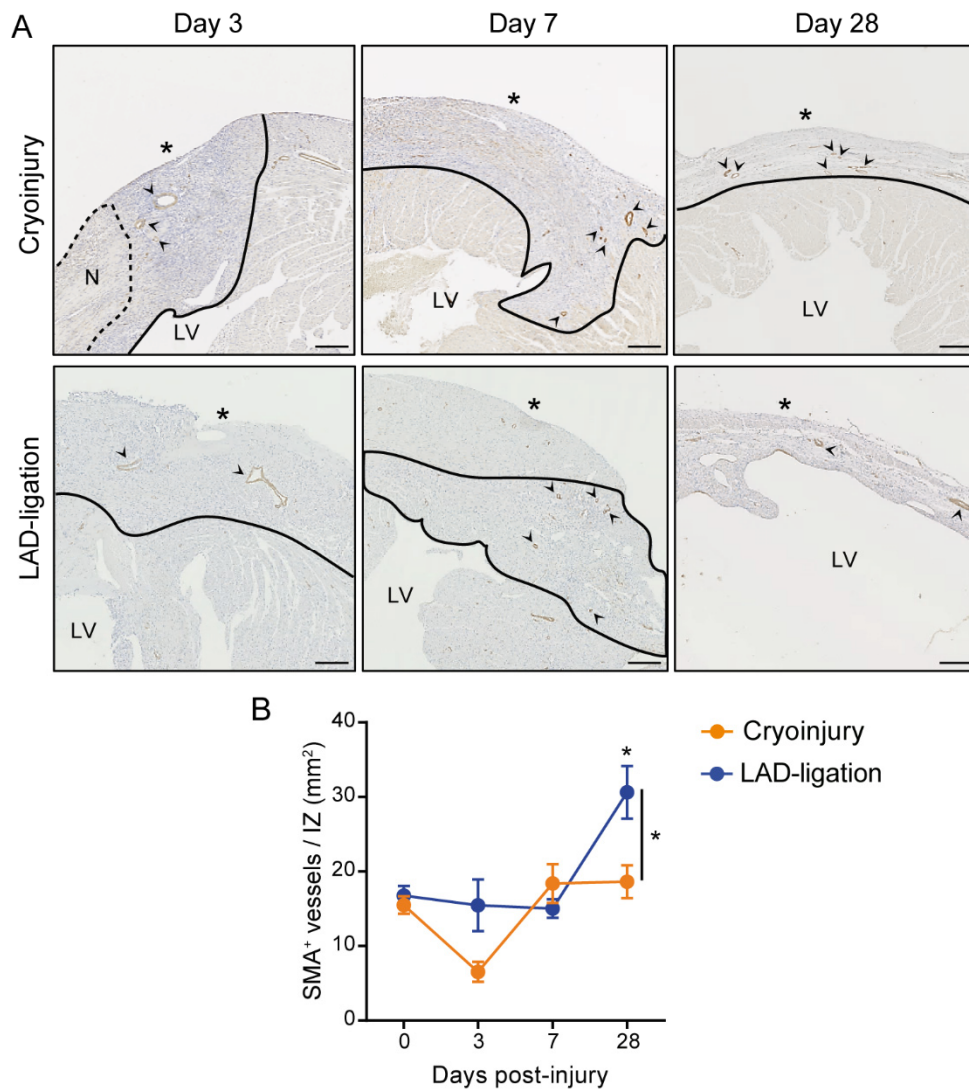 A
Day 3
Day 7
Day 28
Cryoinjury
*
N
LV
*
LV
*
LV
LAD-ligation
*
LV
*
LV
*
LV
B
SMA⁺ vessels / IZ (mm²)
40
30
20
10
0
*
*
0 3 7 28
Days post-injury
Cryoinjury
LAD-ligation